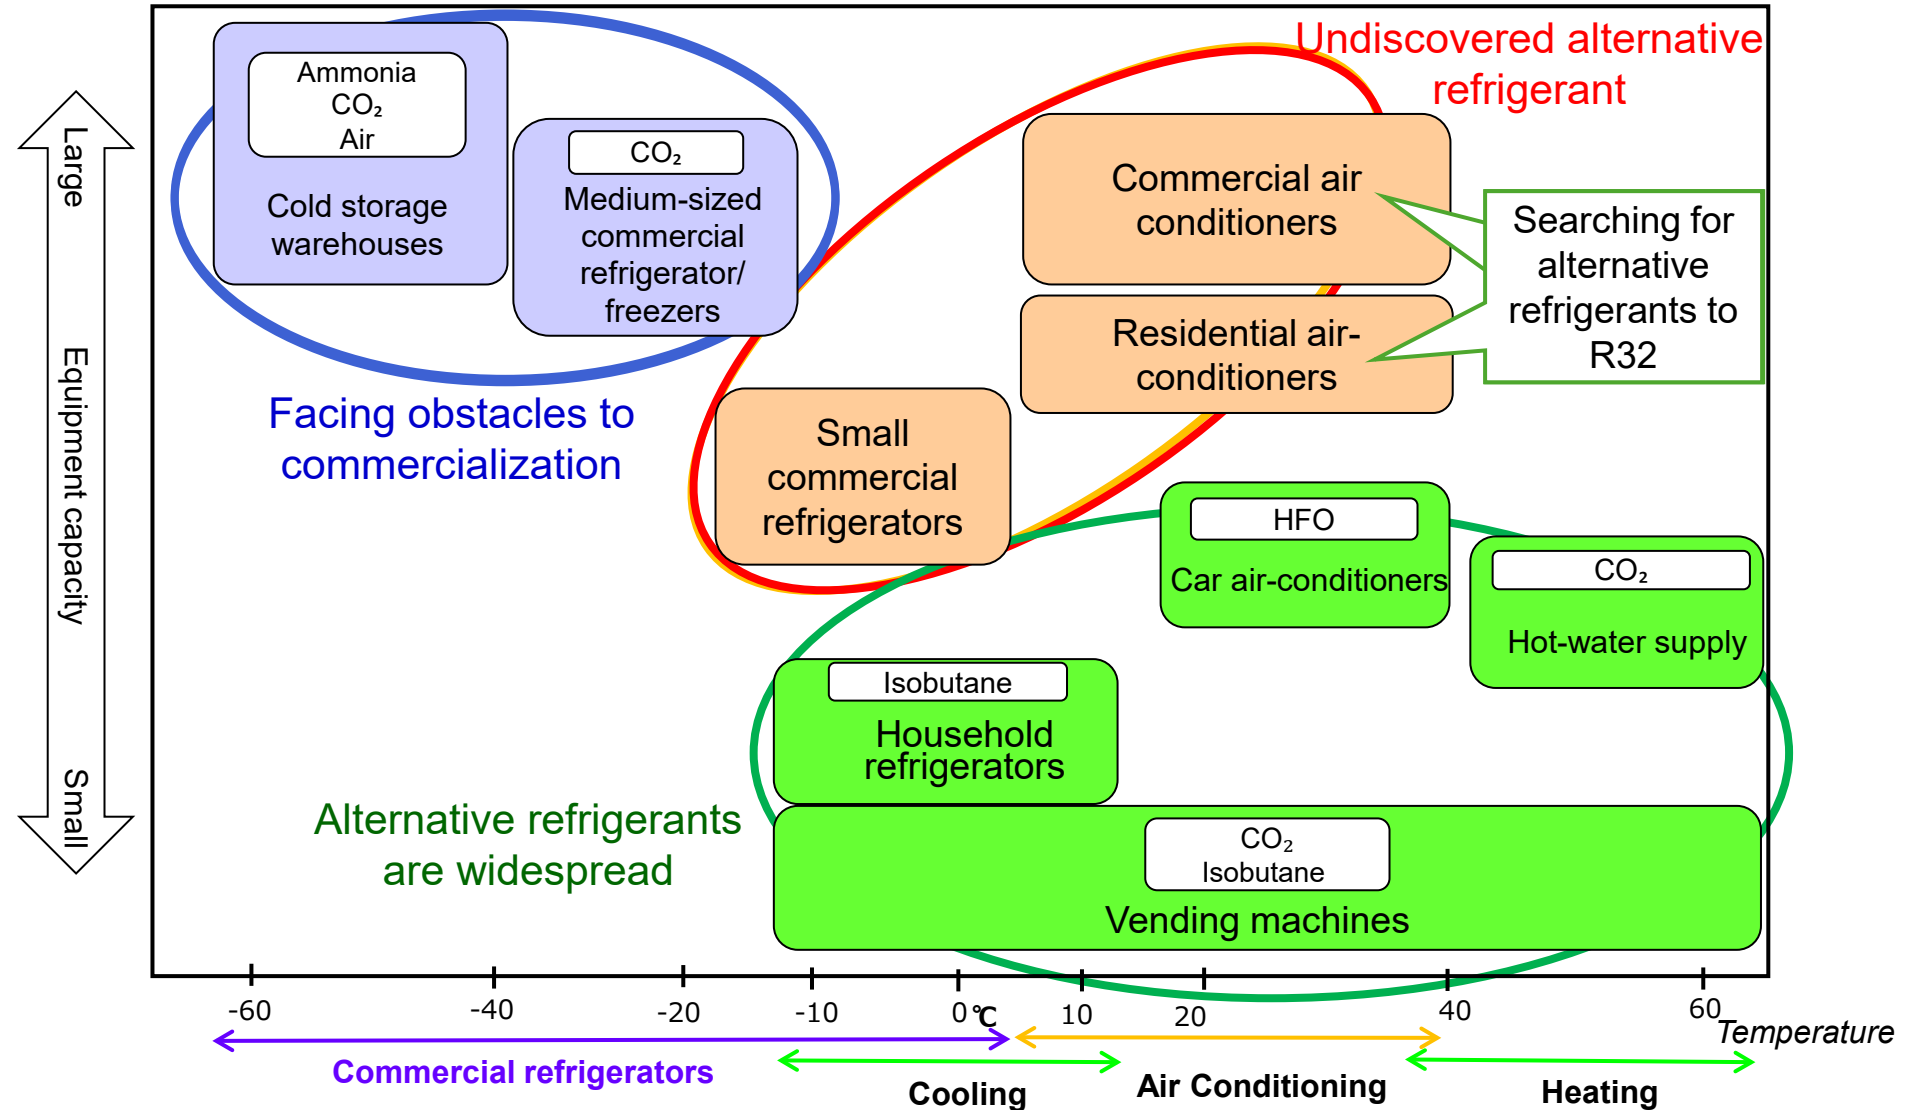 Undiscovered alternative
refrigerant
Ammonia
CO₂
Air
Cold storage
warehouses
CO₂
Medium-sized
commercial
refrigerator/
freezers
Commercial air
conditioners
Searching for
alternative
refrigerants to
R32
Residential air-
conditioners
Large
Equipment capacity
Small
Facing obstacles to
commercialization
Small
commercial
refrigerators
HFO
Car air-conditioners
CO₂
Hot-water supply
Isobutane
Household
refrigerators
Alternative refrigerants
are widespread
CO₂
Isobutane
Vending machines
-60 -40 -20 -10 0℃ 10 20 40 60
Temperature
Commercial refrigerators
Cooling
Air Conditioning
Heating